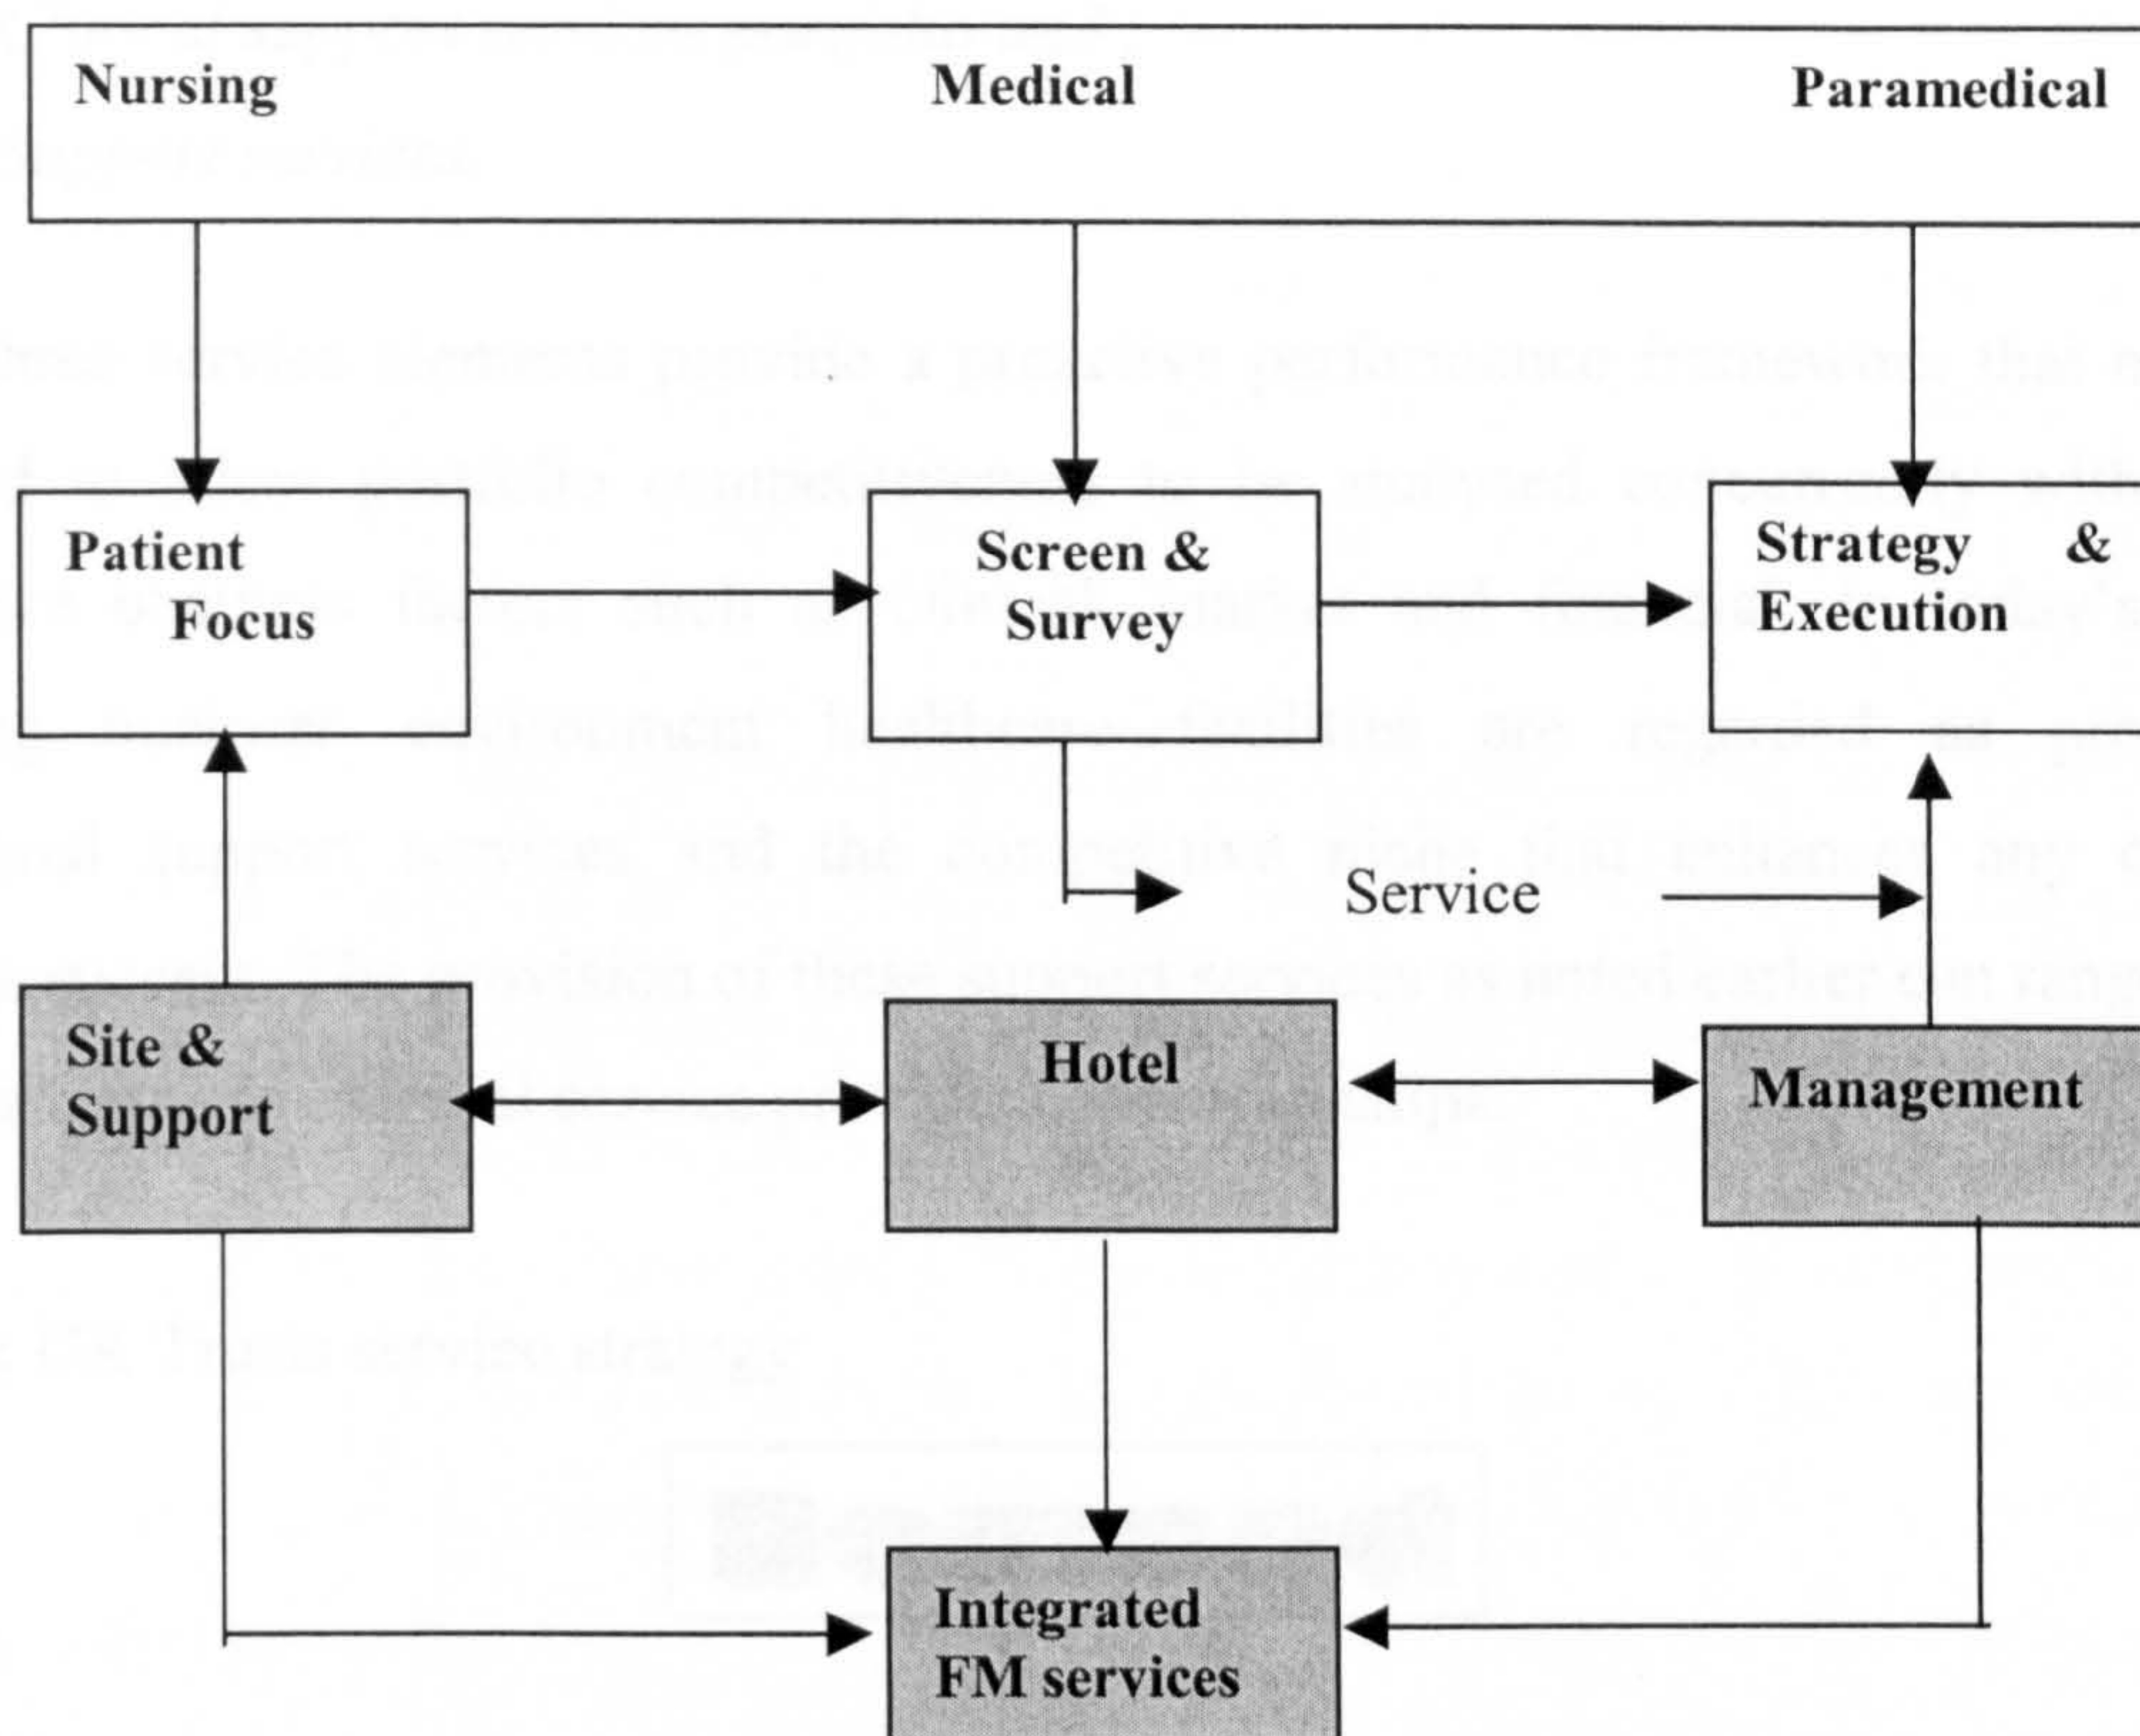 Nursing Medical Paramedical
Patient
Focus
Screen &
Survey
Strategy &
Execution
Service
Site &
Support
Hotel
Management
Integrated
FM services